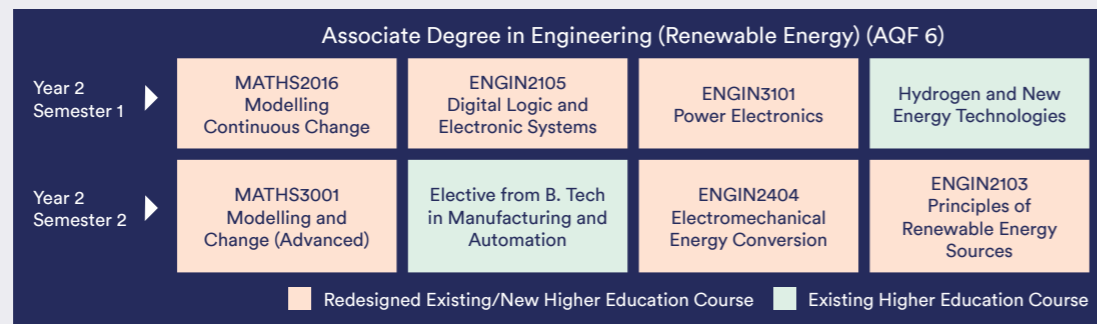 Associate Degree in Engineering (Renewable Energy) (AQF 6)
Year 2
Semester 1
MATHS2016
Modelling
Continuous Change
ENGIN2105
Digital Logic and
Electronic Systems
ENGIN3101
Power Electronics
Hydrogen and New
Energy Technologies
Year 2
Semester 2
MATHS3001
Modelling and
Change (Advanced)
Elective from B. Tech
in Manufacturing and
Automation
ENGIN2404
Electromechanical
Energy Conversion
ENGIN2103
Principles of
Renewable Energy
Sources
Redesigned Existing/New Higher Education Course
Existing Higher Education Course